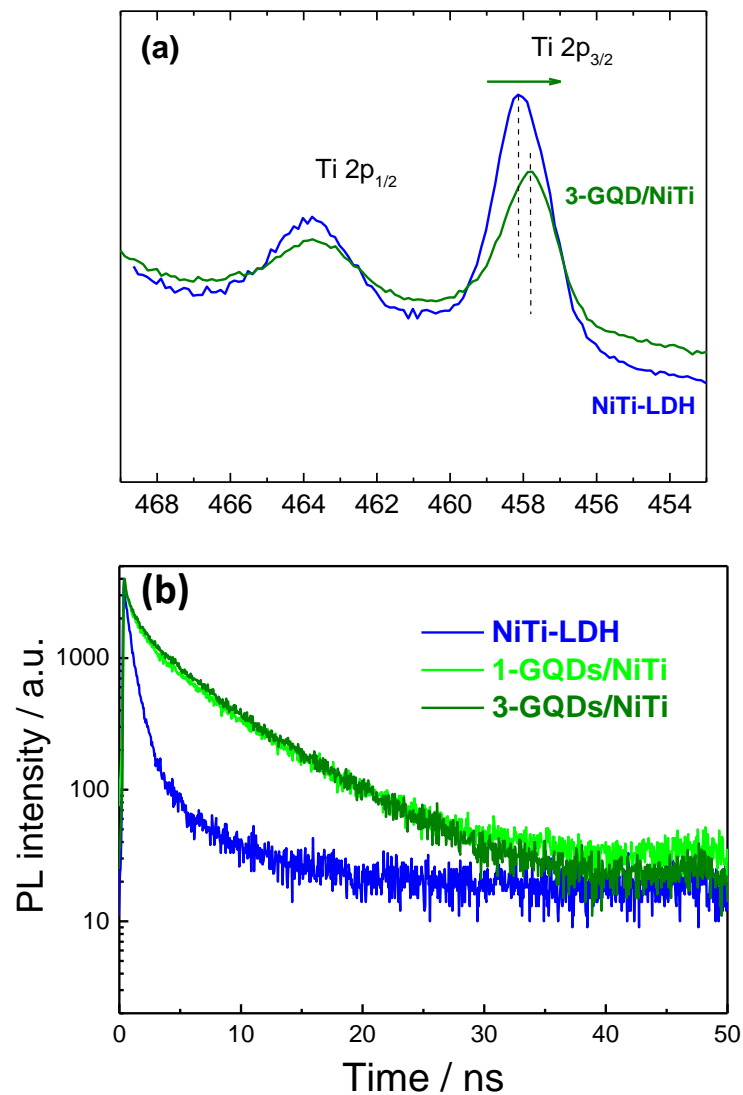 (a)
Ti 2p3/2
Ti 2p1/2
3-GQD/NiTi
NiTi-LDH
468 466 464 462 460 458 456 454
(b)
NiTi-LDH
1-GQDs/NiTi
3-GQDs/NiTi
PL intensity / a.u.
1000
100
10
0 10 20 30 40 50
Time / ns